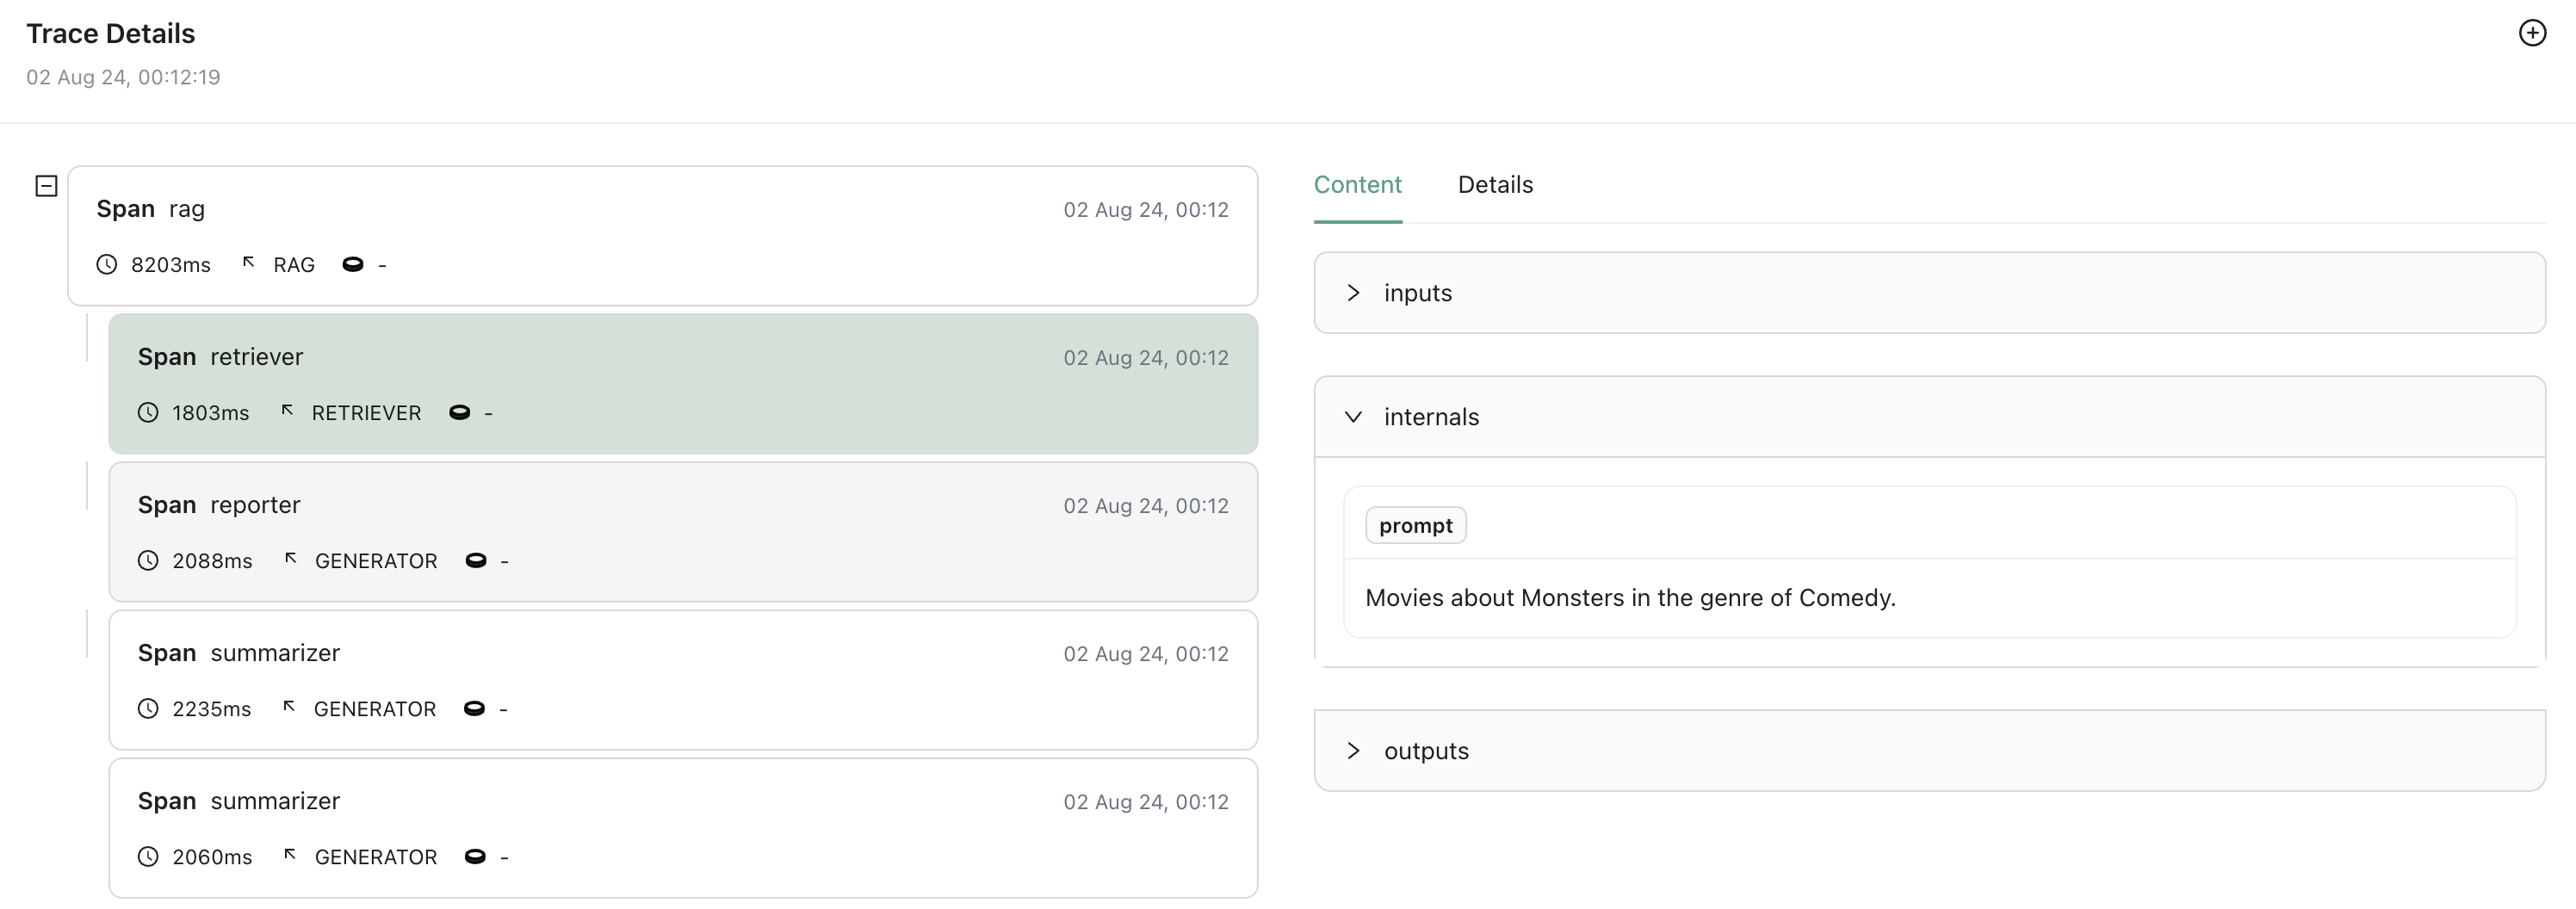 Trace Details
02 Aug 24, 00:12:19
Span rag 02 Aug 24, 00:12
8203ms RAG -
Span retriever 02 Aug 24, 00:12
1803ms RETRIEVER -
Span reporter 02 Aug 24, 00:12
2088ms GENERATOR -
Span summarizer 02 Aug 24, 00:12
2235ms GENERATOR -
Span summarizer 02 Aug 24, 00:12
2060ms GENERATOR -
Content Details
inputs
internals
prompt
Movies about Monsters in the genre of Comedy.
outputs